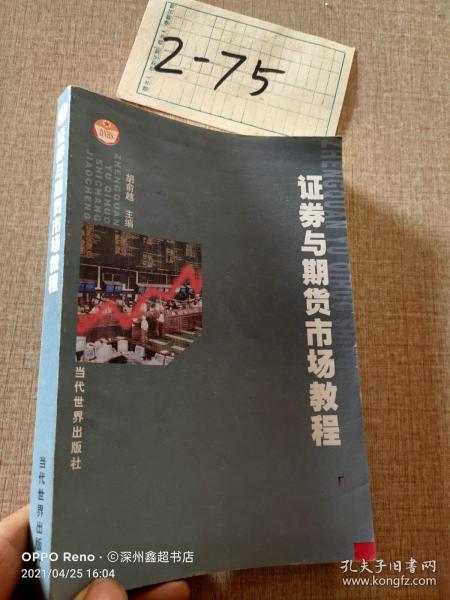 2-75
DSJS
ZHENGQUAN
YU QIHUO
SHICHANG
JIAOCHENG
胡俞越 主编
证券与期货市场教程
当代世界出版社
证券与期货市场教程
当代世界出版
OPPO Reno · ©深州鑫超书店
2021/04/25 16:04
孔夫子旧书网
www.kongfz.com